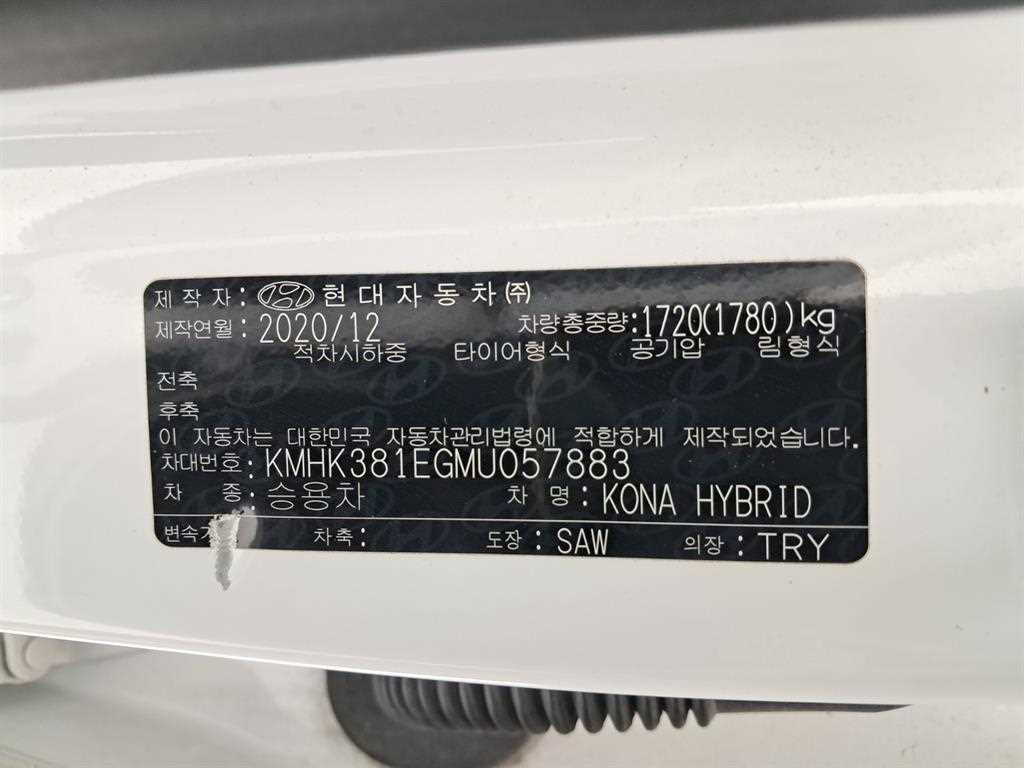 제 작 자: 현대자동차(주)
제작연월: 2020/12 차량총중량:1720(1780)kg
적차시하중 타이어형식 공기압 림형식
전축
후축
이 자동차는 대한민국 자동차관리법령에 적합하게 제작되었습니다.
차대번호: KMHK381EGMU057883
차 종: 승용차 차 명: KONA HYBRID
변속기 차축: 도장: SAW 의장: TRY